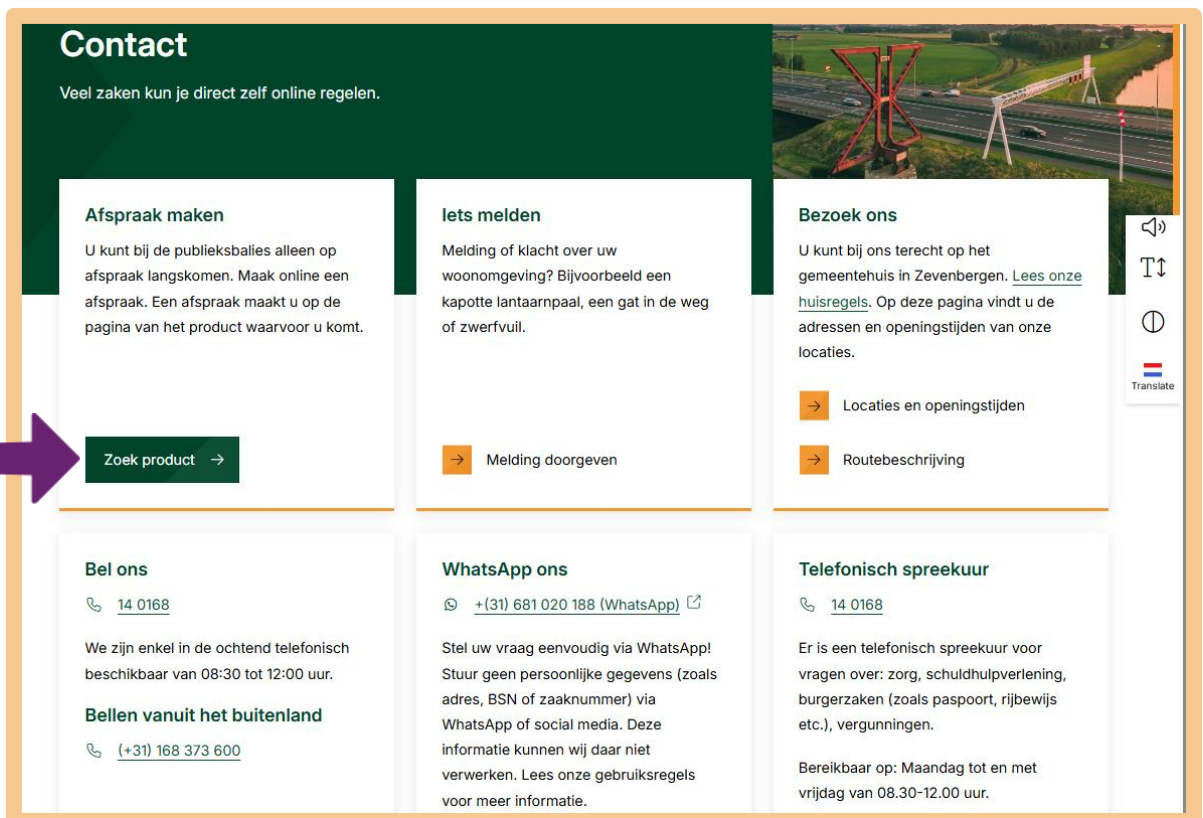 Contact
Veel zaken kun je direct zelf online regelen.
Afspraak maken
U kunt bij de publieksbalies alleen op
afspraak langskomen. Maak online een
afspraak. Een afspraak maakt u op de
pagina van het product waarvoor u komt.
Zoek product
Iets melden
Melding of klacht over uw
woonomgeving? Bijvoorbeeld een
kapotte lantaarnpaal, een gat in de weg
of zwerfvuil.
Melding doorgeven
Bezoek ons
U kunt bij ons terecht op het
gemeentehuis in Zevenbergen. Lees onze
huisregels. Op deze pagina vindt u de
adressen en openingstijden van onze
locaties.
Locaties en openingstijden
Routebeschrijving
Translate
Bel ons
14 0168
We zijn enkel in de ochtend telefonisch
beschikbaar van 08:30 tot 12:00 uur.
Bellen vanuit het buitenland
(+31) 168 373 600
WhatsApp ons
+(31) 681 020 188 (WhatsApp)
Stel uw vraag eenvoudig via WhatsApp!
Stuur geen persoonlijke gegevens (zoals
adres, BSN of zaaknummer) via
WhatsApp of social media. Deze
informatie kunnen wij daar niet
verwerken. Lees onze gebruiksregels
voor meer informatie.
Telefonisch spreekuur
14 0168
Er is een telefonisch spreekuur voor
vragen over: zorg, schuldhulpverlening,
burgerzaken (zoals paspoort, rijbewijs
etc.), vergunningen.
Bereikbaar op: Maandag tot en met
vrijdag van 08.30-12.00 uur.